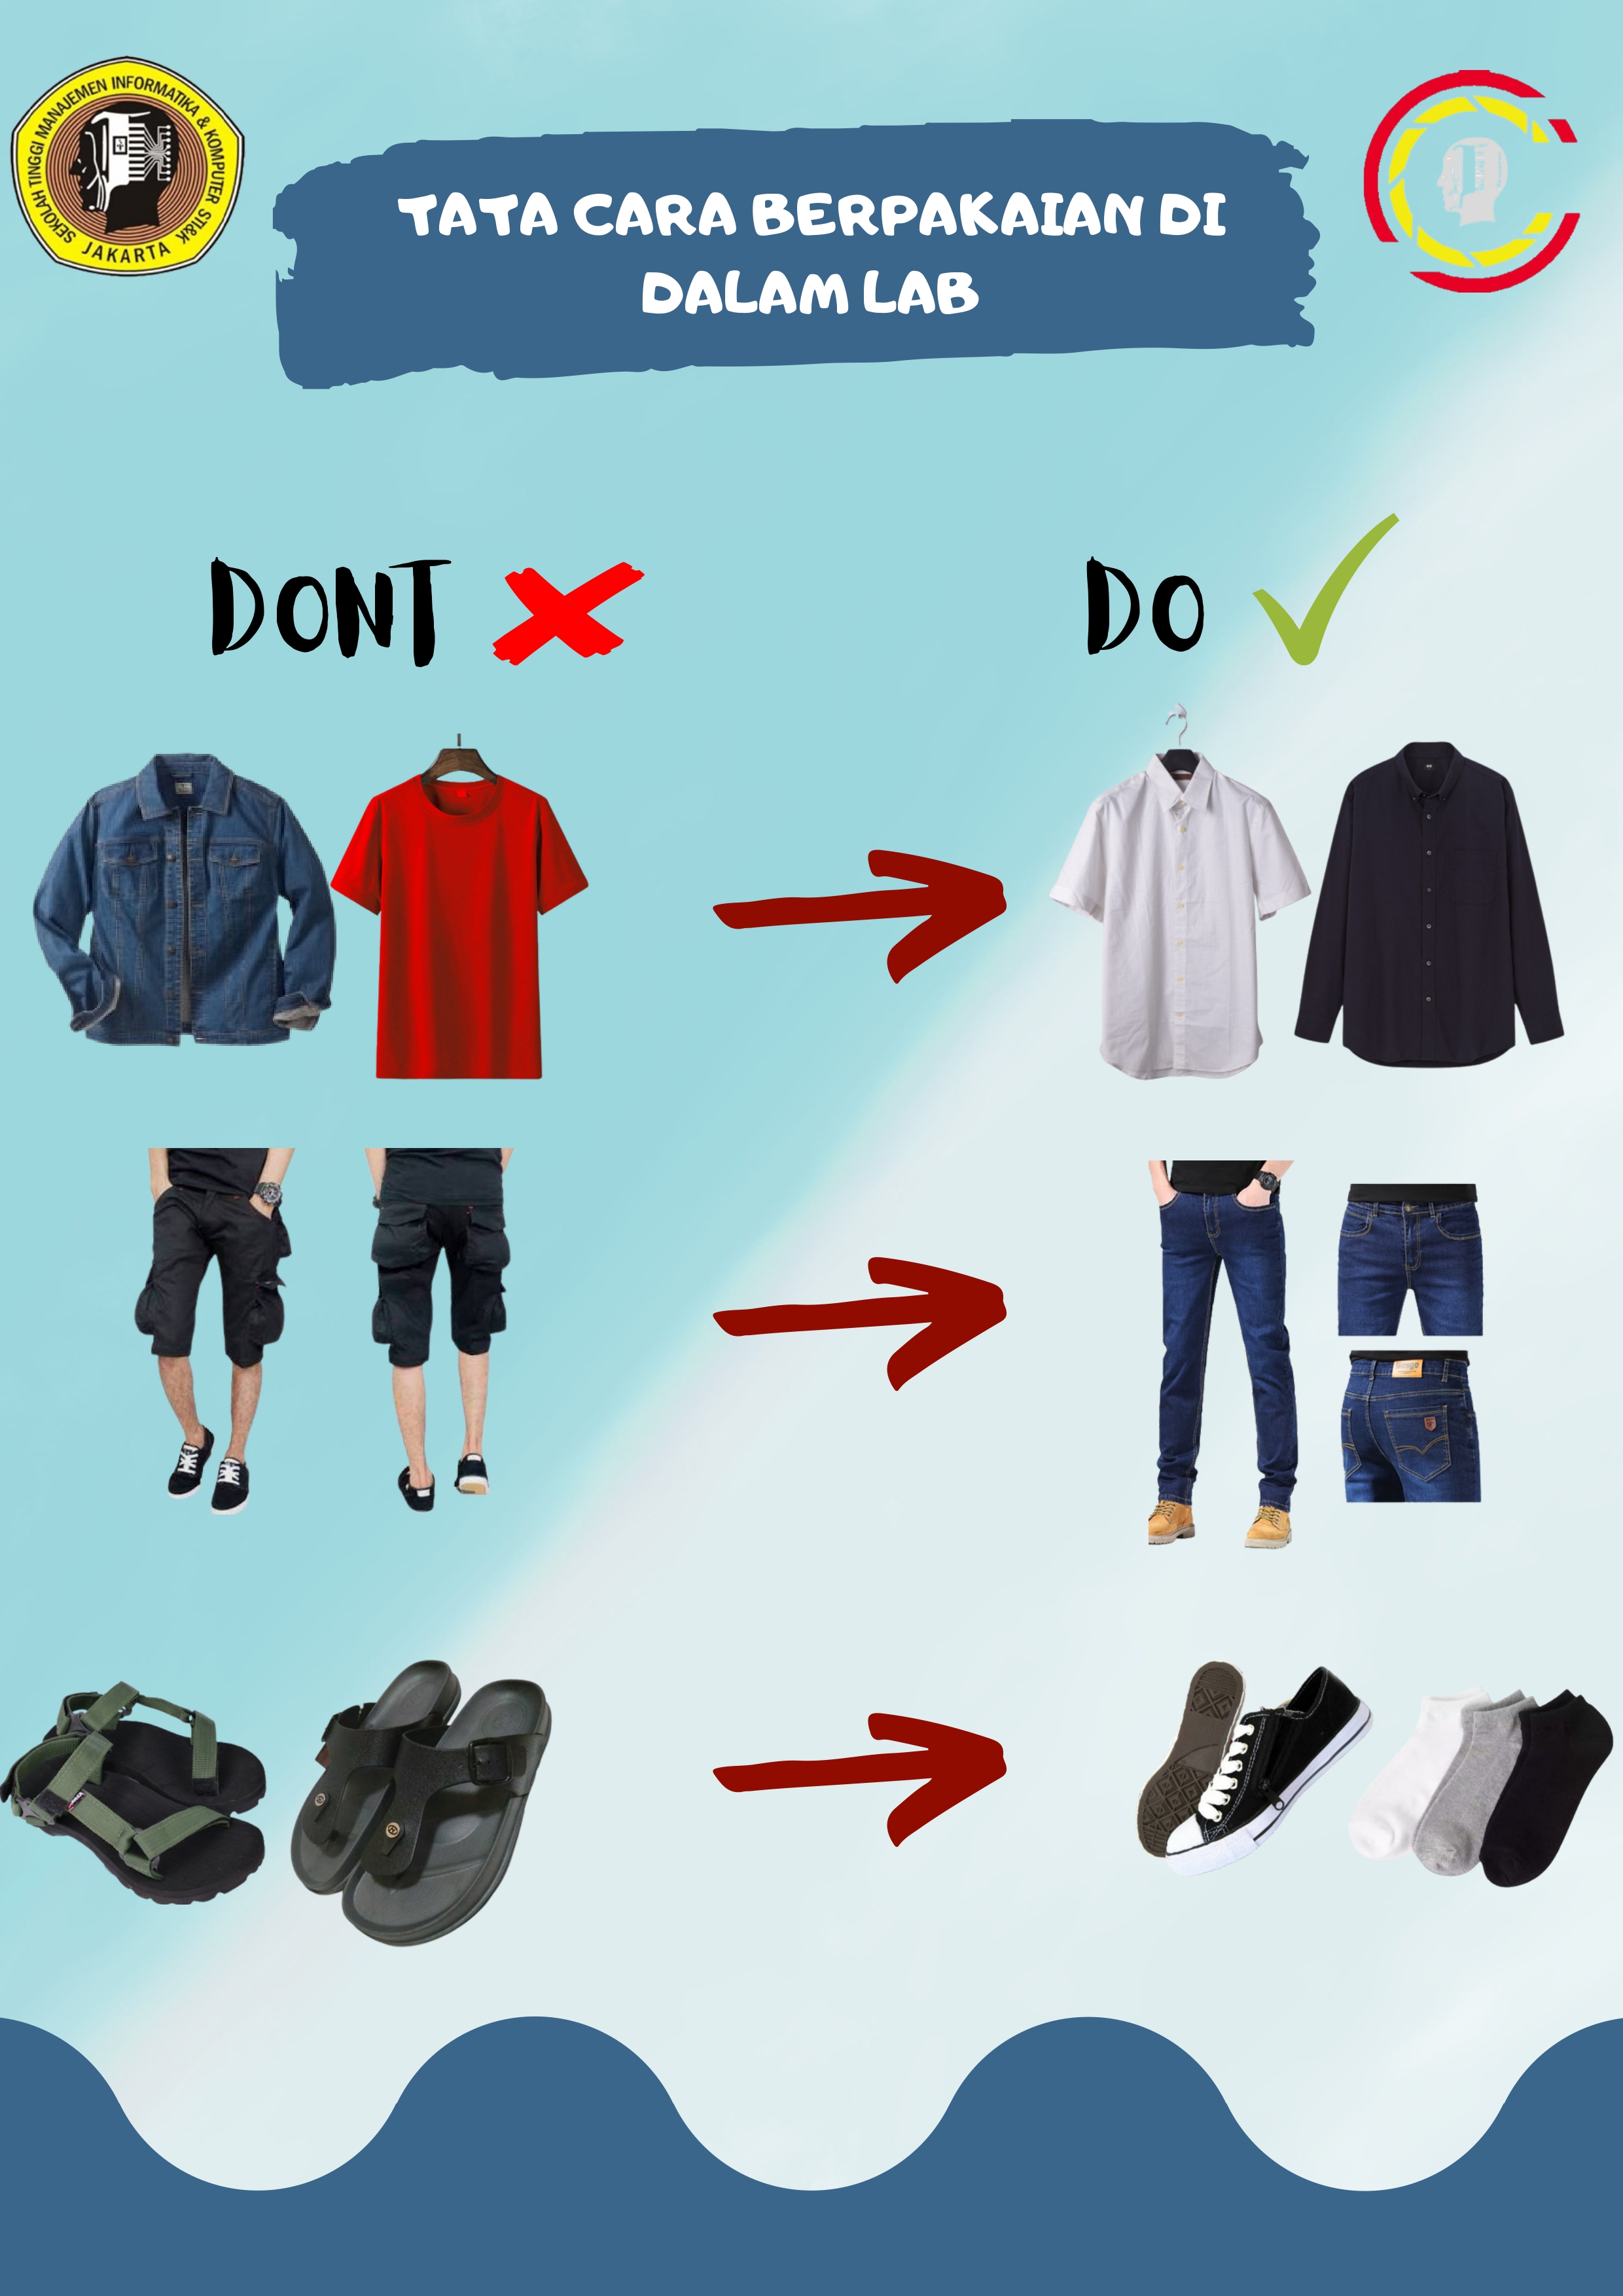 SEKOLAH TINGGI MANAJEMEN INFORMATIKA & KOMPUTER STI&K
JAKARTA
TATA CARA BERPAKAIAN DI
DALAM LAB
DONT
DO